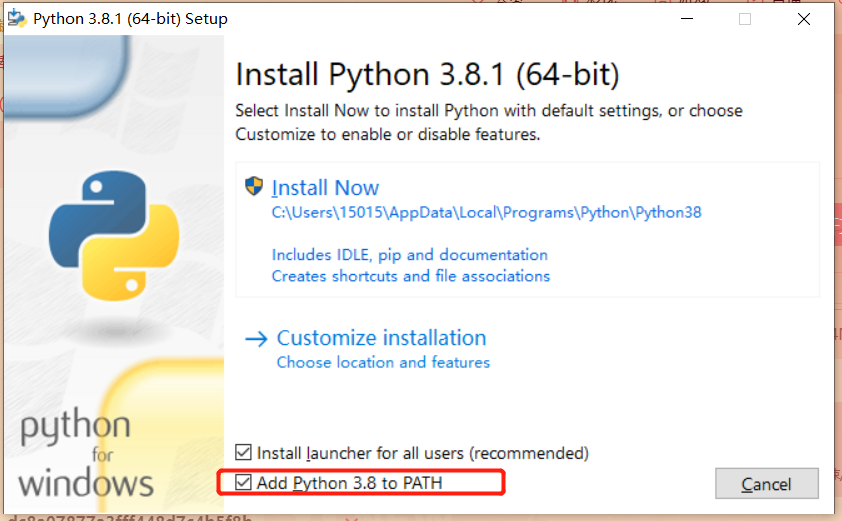 Python 3.8.1 (64-bit) Setup
Install Python 3.8.1 (64-bit)
Select Install Now to install Python with default settings, or choose
Customize to enable or disable features.
Install Now
C:\Users\15015\AppData\Local\Programs\Python\Python38
Includes IDLE, pip and documentation
Creates shortcuts and file associations
Customize installation
Choose location and features
python
for
windows
Install launcher for all users (recommended)
Add Python 3.8 to PATH
Cancel